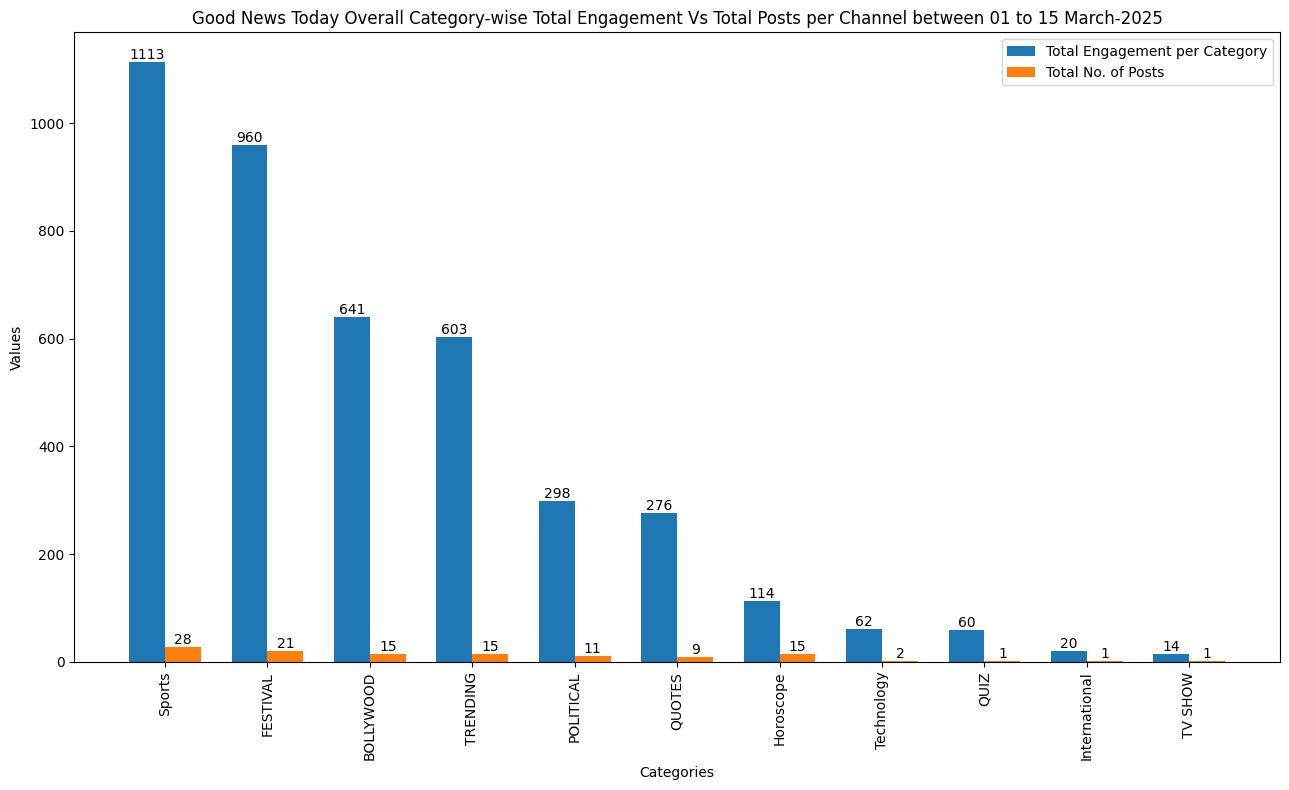 Good News Today Overall Category-wise Total Engagement Vs Total Posts per Channel between 01 to 15 March-2025
Total Engagement per Category
Total No. of Posts
Values
1000
800
600
400
200
0
1113
28
960
21
641
15
603
15
298
11
276
9
114
15
62
2
60
1
20
1
14
1
Sports
FESTIVAL
BOLLYWOOD
TRENDING
POLITICAL
QUOTES
Horoscope
Technology
QUIZ
International
TV SHOW
Categories